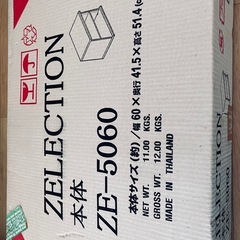 ZELECTION
本体
ZE-5060
本体サイズ(約)/幅60×奥行41.5×高さ51.4(c
NET WT. 11.00 KGS.
GROSS WT. 12.00 KGS.
MADE IN THAILAND